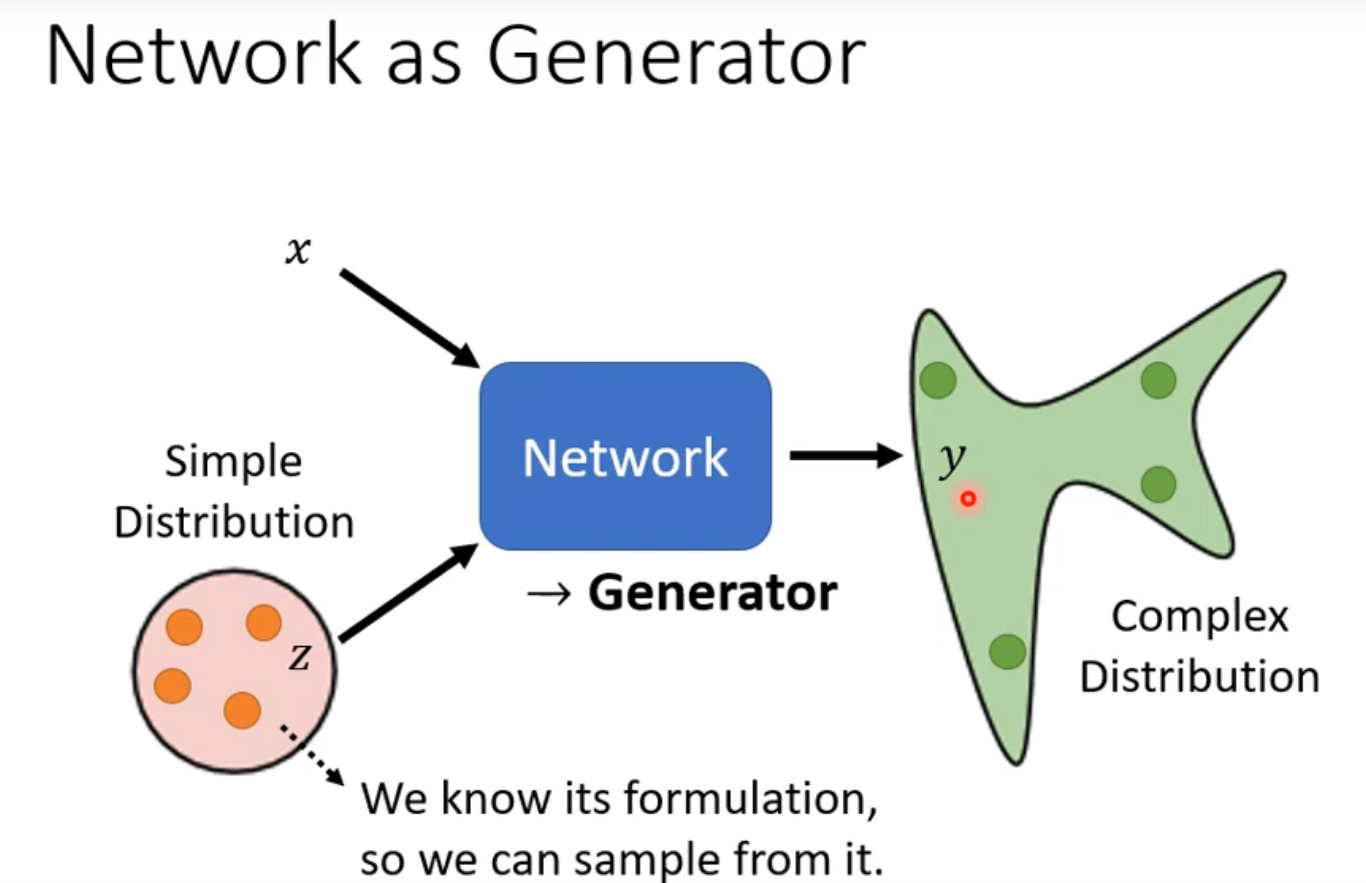 Network as Generator
x
Simple
Distribution
z
Network
→ Generator
y
Complex
Distribution
We know its formulation,
so we can sample from it.